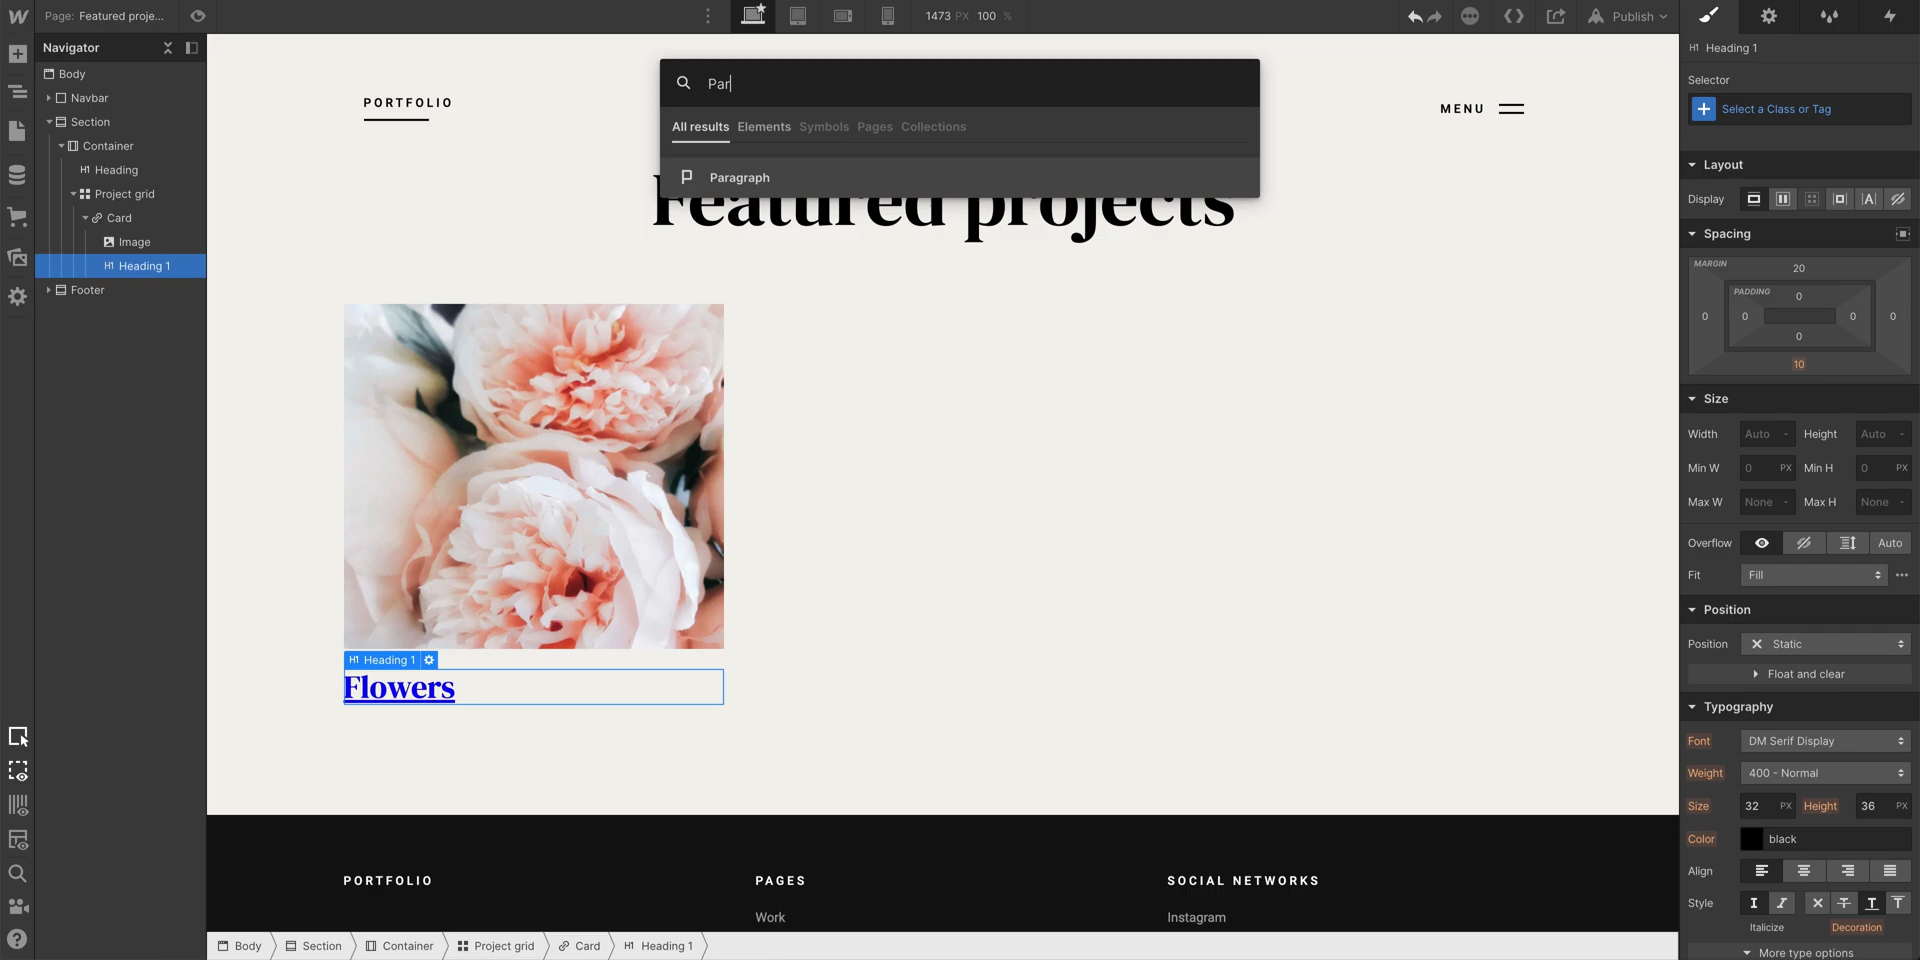 Page: Featured proje...
1473 PX 100 %
Publish
Navigator
Heading 1
Body
Navbar
Section
Container
Heading
Project grid
Card
Image
Heading 1
Footer
PORTFOLIO
Par
All results Elements Symbols Pages Collections
Paragraph
MENU
Featured projects
Heading 1
Flowers
PORTFOLIO
PAGES
SOCIAL NETWORKS
Work
Instagram
Body Section Container Project grid Card Heading 1
Selector
Select a Class or Tag
Layout
Display
Spacing
MARGIN
20
PADDING
0
0 0 0 0
0
10
Size
Width Auto - Height Auto -
Min W 0 PX Min H 0 PX
Max W None - Max H None -
Overflow Auto
Fit Fill
Position
Position Static
Float and clear
Typography
Font DM Serif Display
Weight 400 - Normal
Size 32 PX Height 36 PX
Color black
Align
Style
Italicize Decoration
More type options